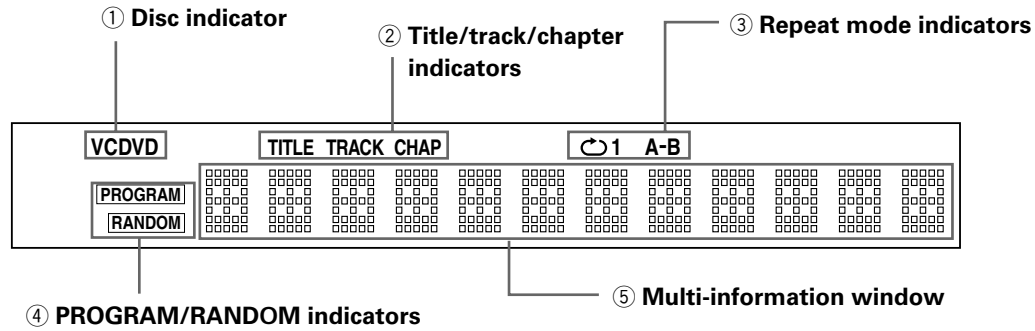 ① Disc indicator
② Title/track/chapter
indicators
③ Repeat mode indicators
VCDVD
TITLE TRACK CHAP
1 A-B
PROGRAM
RANDOM
④ PROGRAM/RANDOM indicators
⑤ Multi-information window